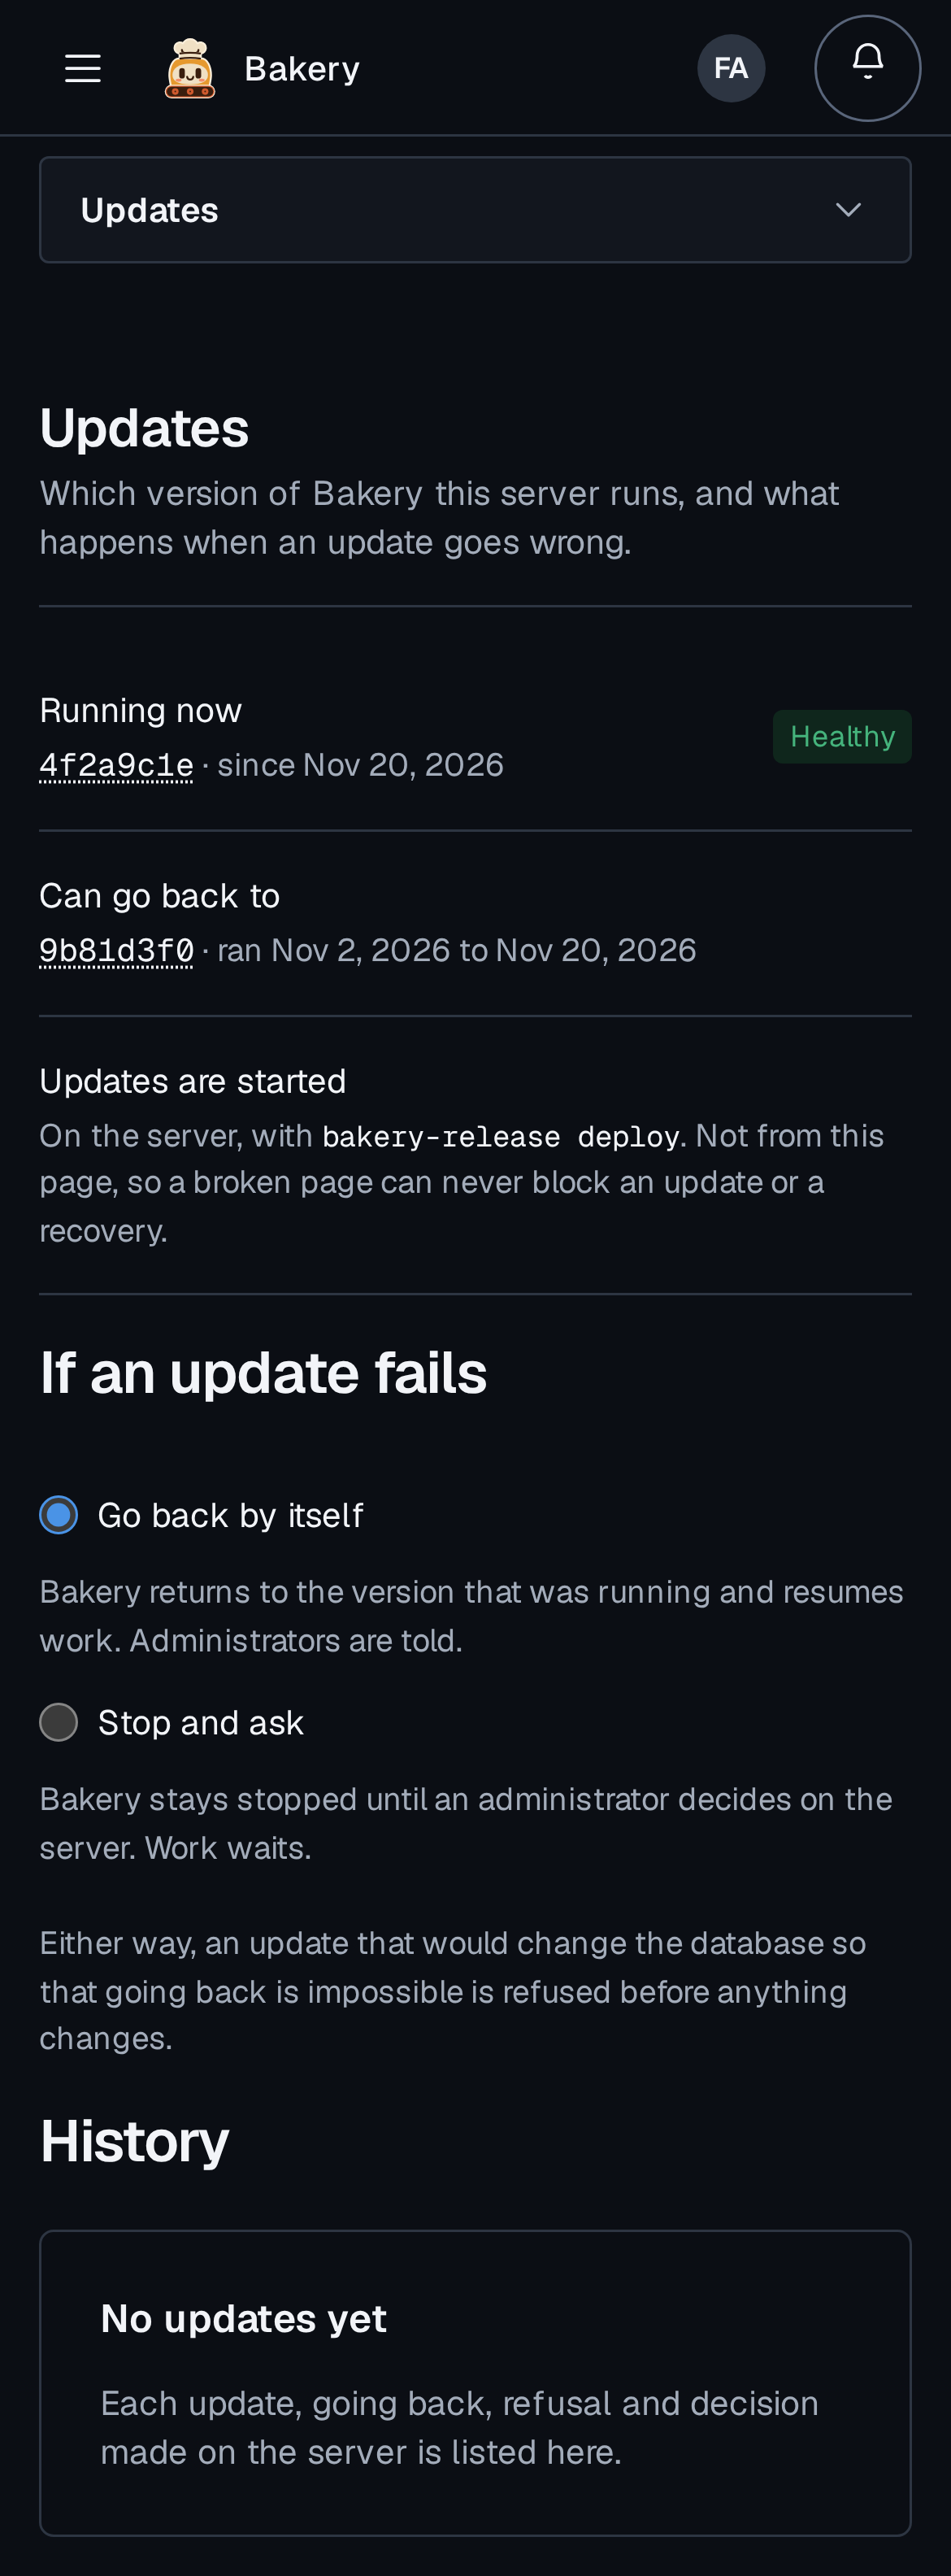 Bakery
FA
Updates
Updates
Which version of Bakery this server runs, and what
happens when an update goes wrong.
Running now
4f2a9c1e · since Nov 20, 2026
Healthy
Can go back to
9b81d3f0 · ran Nov 2, 2026 to Nov 20, 2026
Updates are started
On the server, with bakery-release deploy. Not from this
page, so a broken page can never block an update or a
recovery.
If an update fails
Go back by itself
Bakery returns to the version that was running and resumes
work. Administrators are told.
Stop and ask
Bakery stays stopped until an administrator decides on the
server. Work waits.
Either way, an update that would change the database so
that going back is impossible is refused before anything
changes.
History
No updates yet
Each update, going back, refusal and decision
made on the server is listed here.